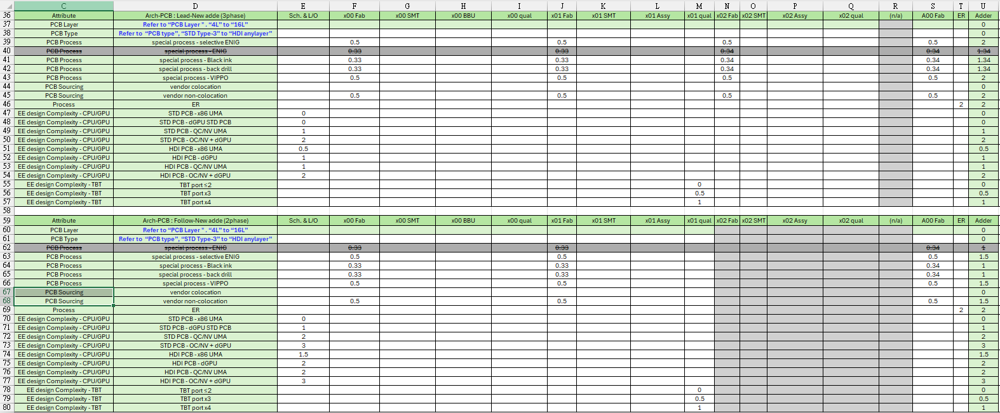 C D E F G H I J K L M N O P Q R S T U
36 Attribute Arch-PCB : Lead-New adde (3phase) Sch. & L/O x00 Fab x00 SMT x00 BBU x00 qual x01 Fab x01 SMT x01 Assy x01 qual x02 Fab x02 SMT x02 Assy x02 qual (n/a) A00 Fab ER Adder
37 PCB Layer Refer to “PCB Layer " . “4L” to “16L” 0
38 PCB Type Refer to “PCB type”, “STD Type-3” to “HDI anylayer” 0
39 PCB Process special process - selective ENIG 0.5 0.5 0.5 0.5 2
40 PCB Process special process - ENIG 0.33 0.33 0.34 0.34 1.34
41 PCB Process special process - Black ink 0.33 0.33 0.34 0.34 1.34
42 PCB Process special process - back drill 0.33 0.33 0.34 0.34 1.34
43 PCB Process special process - VIPPO 0.5 0.5 0.5 0.5 2
44 PCB Sourcing vendor colocation 0
45 PCB Sourcing vendor non-colocation 0.5 0.5 0.5 0.5 2
46 Process ER 2 2
47 EE design Complexity - CPU/GPU STD PCB - x86 UMA 0 0
48 EE design Complexity - CPU/GPU STD PCB - dGPU STD PCB 0 0
49 EE design Complexity - CPU/GPU STD PCB - QC/NV UMA 1 1
50 EE design Complexity - CPU/GPU STD PCB - OC/NV + dGPU 2 2
51 EE design Complexity - CPU/GPU HDI PCB - x86 UMA 0.5 0.5
52 EE design Complexity - CPU/GPU HDI PCB - dGPU 1 1
53 EE design Complexity - CPU/GPU HDI PCB - QC/NV UMA 1 1
54 EE design Complexity - CPU/GPU HDI PCB - OC/NV + dGPU 2 2
55 EE design Complexity - TBT TBT port ≤2 0 0
56 EE design Complexity - TBT TBT port x3 0.5 0.5
57 EE design Complexity - TBT TBT port x4 1 1
58
59 Attribute Arch-PCB : Follow-New adde (2phase) Sch. & L/O x00 Fab x00 SMT x00 BBU x00 qual x01 Fab x01 SMT x01 Assy x01 qual x02 Fab x02 SMT x02 Assy x02 qual (n/a) A00 Fab ER Adder
60 PCB Layer Refer to “PCB Layer " . “4L” to “16L” 0
61 PCB Type Refer to “PCB type”, “STD Type-3” to “HDI anylayer” 0
62 PCB Process special process - ENIG 0.33 0.33 0.34 1
63 PCB Process special process - selective ENIG 0.5 0.5 0.5 1.5
64 PCB Process special process - Black ink 0.33 0.33 0.34 1
65 PCB Process special process - back drill 0.33 0.33 0.34 1
66 PCB Process special process - VIPPO 0.5 0.5 0.5 1.5
67 PCB Sourcing vendor colocation 0
68 PCB Sourcing vendor non-colocation 0.5 0.5 0.5 1.5
69 Process ER 2 2
70 EE design Complexity - CPU/GPU STD PCB - x86 UMA 0 0
71 EE design Complexity - CPU/GPU STD PCB - dGPU STD PCB 1 1
72 EE design Complexity - CPU/GPU STD PCB - QC/NV UMA 2 2
73 EE design Complexity - CPU/GPU STD PCB - OC/NV + dGPU 3 3
74 EE design Complexity - CPU/GPU HDI PCB - x86 UMA 1.5 1.5
75 EE design Complexity - CPU/GPU HDI PCB - dGPU 2 2
76 EE design Complexity - CPU/GPU HDI PCB - QC/NV UMA 2 2
77 EE design Complexity - CPU/GPU HDI PCB - OC/NV + dGPU 3 3
78 EE design Complexity - TBT TBT port ≤2 0 0
79 EE design Complexity - TBT TBT port x3 0.5 0.5
80 EE design Complexity - TBT TBT port x4 1 1